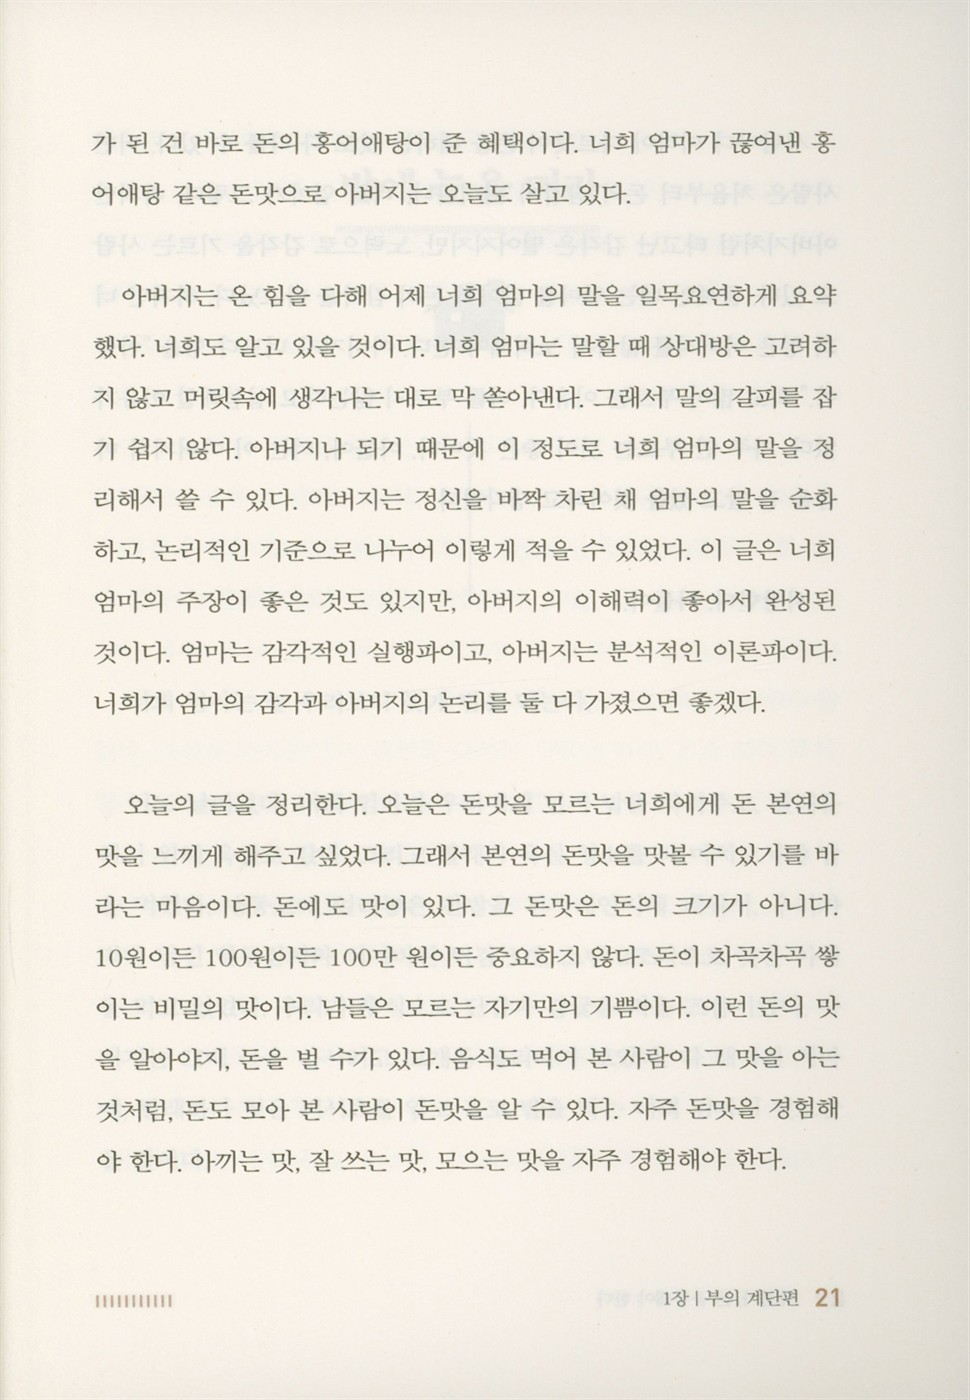 가 된 건 바로 돈의 홍어애탕이 준 혜택이다. 너희 엄마가 끓여낸 홍
어애탕 같은 돈맛으로 아버지는 오늘도 살고 있다.
아버지는 온 힘을 다해 어제 너희 엄마의 말을 일목요연하게 요약
했다. 너희도 알고 있을 것이다. 너희 엄마는 말할 때 상대방은 고려하
지 않고 머릿속에 생각나는 대로 막 쏟아낸다. 그래서 말의 갈피를 잡
기 쉽지 않다. 아버지나 되기 때문에 이 정도로 너희 엄마의 말을 정
리해서 쓸 수 있다. 아버지는 정신을 바짝 차린 채 엄마의 말을 순화
하고, 논리적인 기준으로 나누어 이렇게 적을 수 있었다. 이 글은 너희
엄마의 주장이 좋은 것도 있지만, 아버지의 이해력이 좋아서 완성된
것이다. 엄마는 감각적인 실행파이고, 아버지는 분석적인 이론파이다.
너희가 엄마의 감각과 아버지의 논리를 둘 다 가졌으면 좋겠다.
오늘의 글을 정리한다. 오늘은 돈맛을 모르는 너희에게 돈 본연의
맛을 느끼게 해주고 싶었다. 그래서 본연의 돈맛을 맛볼 수 있기를 바
라는 마음이다. 돈에도 맛이 있다. 그 돈맛은 돈의 크기가 아니다.
10원이든 100원이든 100만 원이든 중요하지 않다. 돈이 차곡차곡 쌓
이는 비밀의 맛이다. 남들은 모르는 자기만의 기쁨이다. 이런 돈의 맛
을 알아야지, 돈을 벌 수가 있다. 음식도 먹어 본 사람이 그 맛을 아는
것처럼, 돈도 모아 본 사람이 돈맛을 알 수 있다. 자주 돈맛을 경험해
야 한다. 아끼는 맛, 잘 쓰는 맛, 모으는 맛을 자주 경험해야 한다.
1장 | 부의 계단편 21